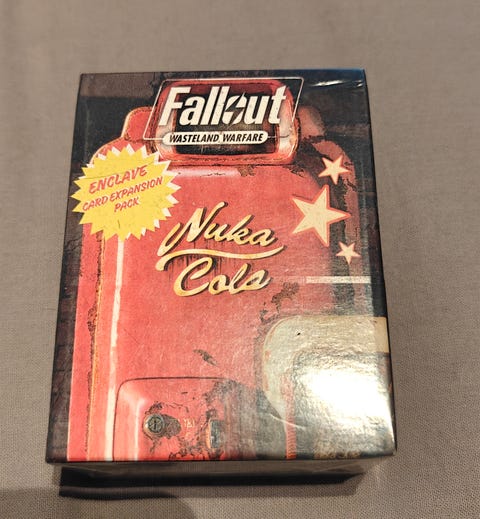 Fallout
WASTELAND WARFARE
ENCLAVE
CARD EXPANSION
PACK
Nuka
Cola